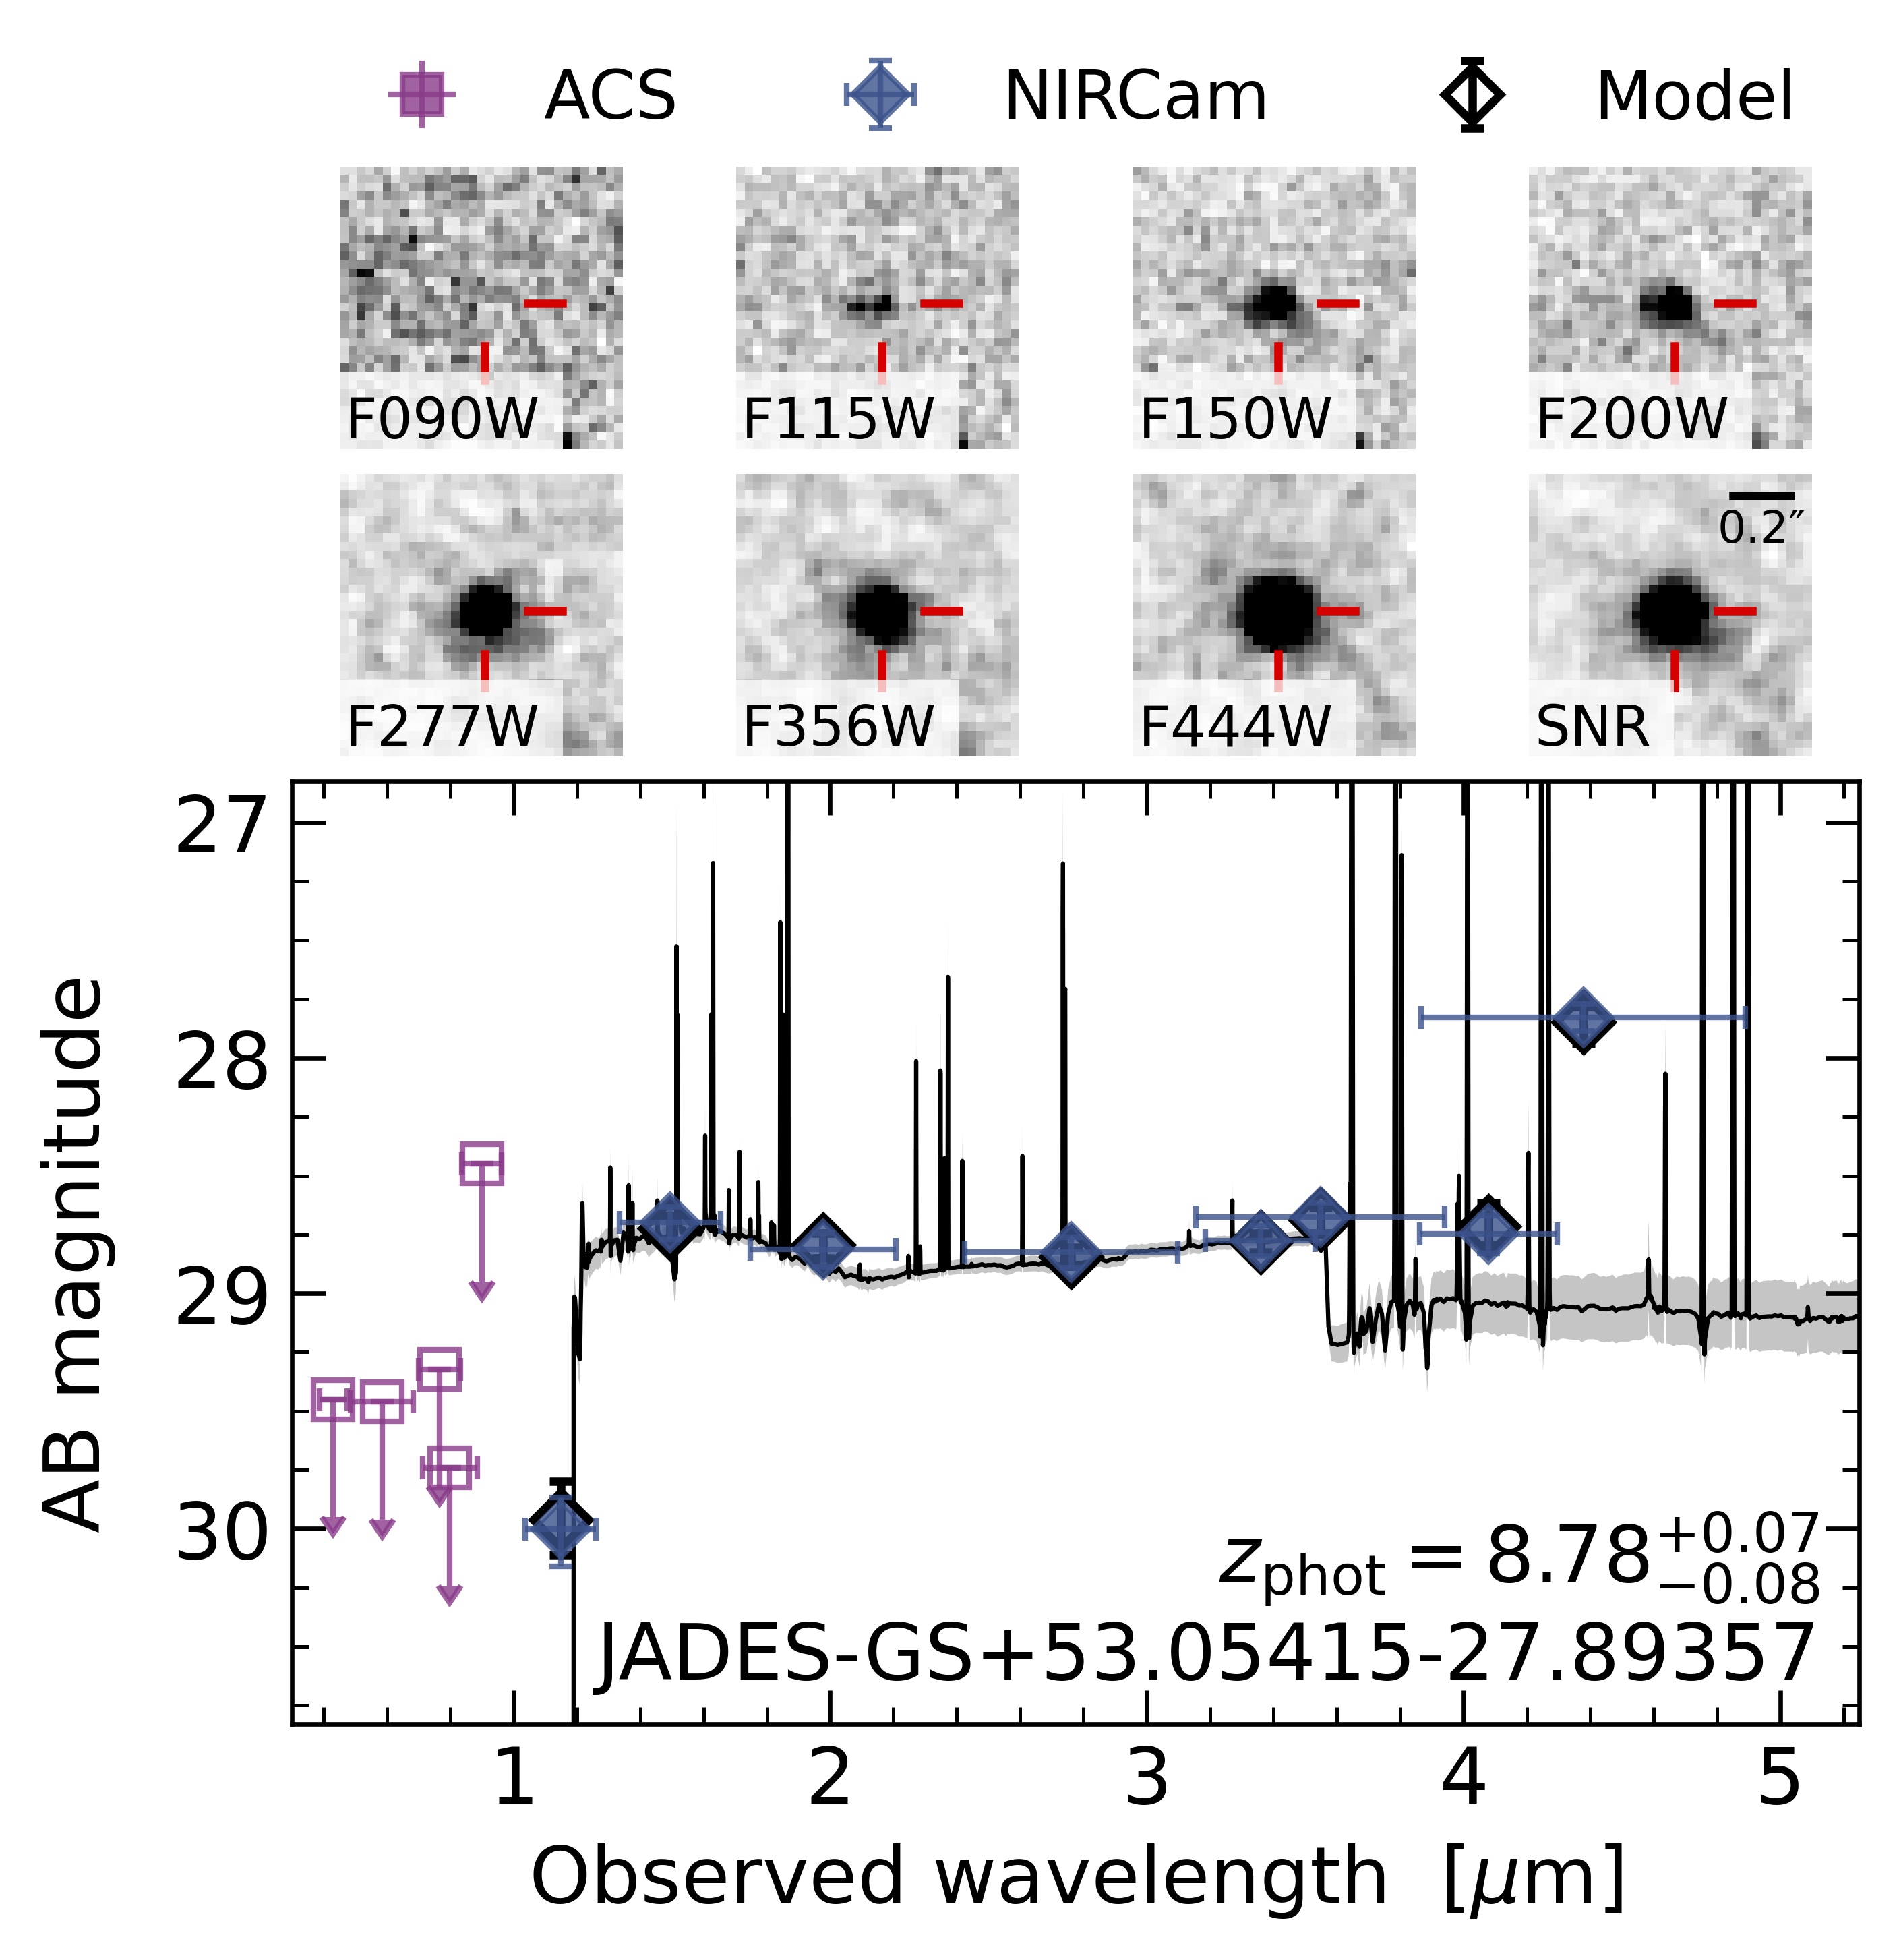 ACS NIRCam Model
F090W F115W F150W F200W
0.2″
F277W F356W F444W SNR
27
28
29
30
AB magnitude
z_phot = 8.78 +0.07 −0.08
JADES-GS+53.05415-27.89357
1 2 3 4 5
Observed wavelength [μm]